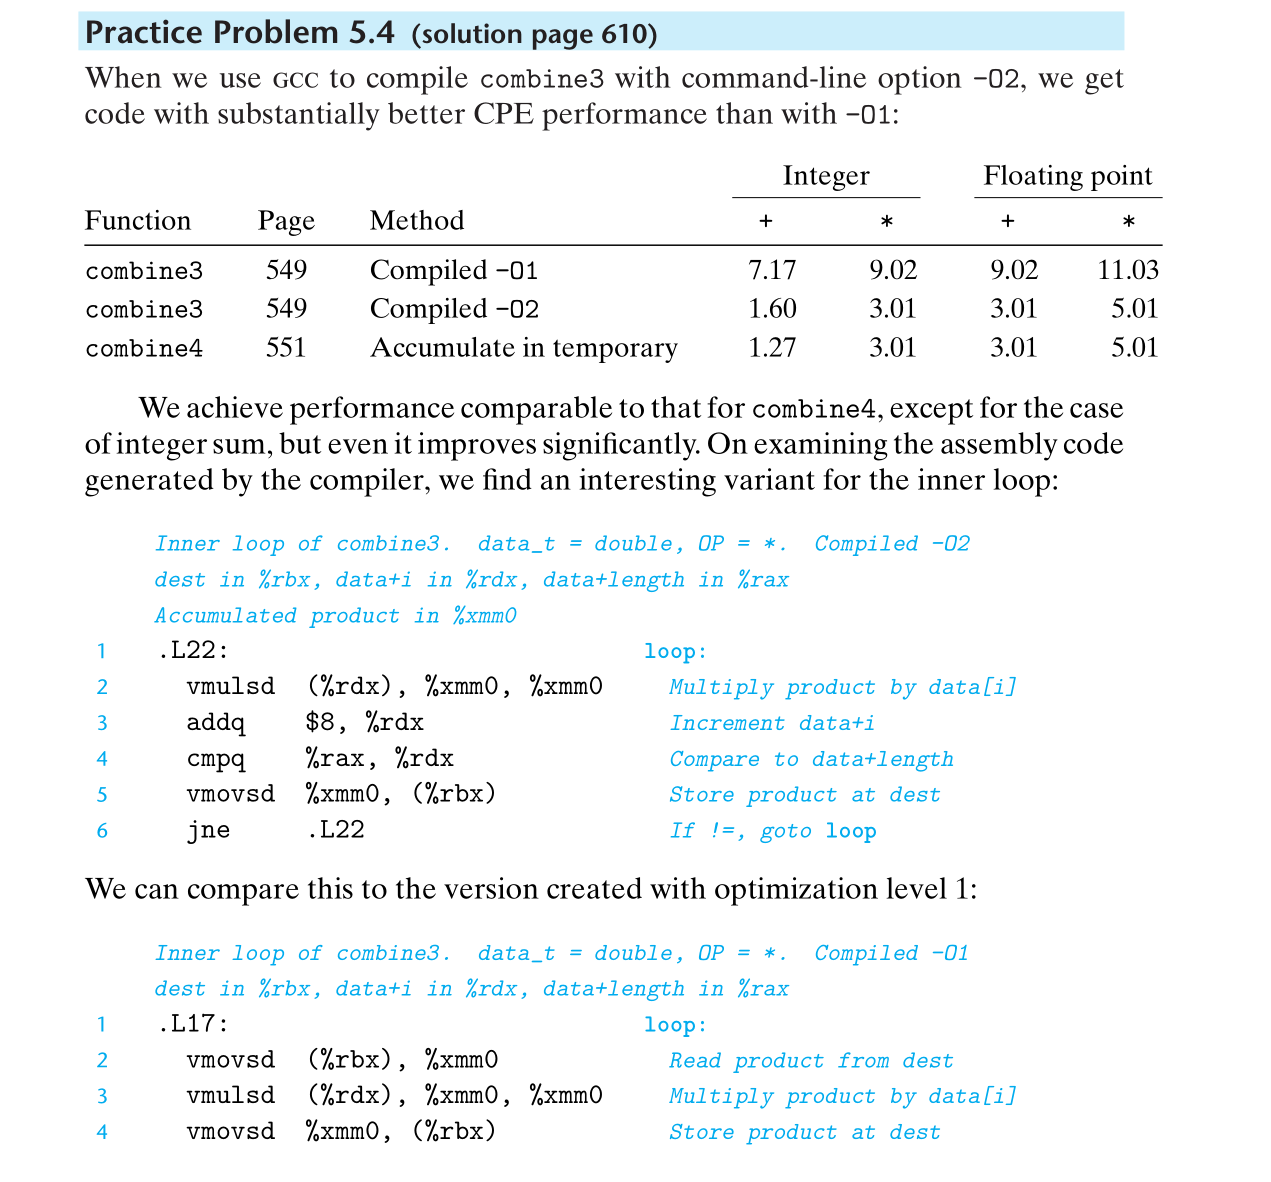 Practice Problem 5.4 (solution page 610)
When we use GCC to compile combine3 with command-line option -O2, we get
code with substantially better CPE performance than with -O1:
Integer Floating point
Function Page Method + * + *
combine3 549 Compiled -O1 7.17 9.02 9.02 11.03
combine3 549 Compiled -O2 1.60 3.01 3.01 5.01
combine4 551 Accumulate in temporary 1.27 3.01 3.01 5.01
We achieve performance comparable to that for combine4, except for the case
of integer sum, but even it improves significantly. On examining the assembly code
generated by the compiler, we find an interesting variant for the inner loop:
Inner loop of combine3. data_t = double, OP = *. Compiled -O2
dest in %rbx, data+i in %rdx, data+length in %rax
Accumulated product in %xmm0
1 .L22: loop:
2 vmulsd (%rdx), %xmm0, %xmm0 Multiply product by data[i]
3 addq $8, %rdx Increment data+i
4 cmpq %rax, %rdx Compare to data+length
5 vmovsd %xmm0, (%rbx) Store product at dest
6 jne .L22 If !=, goto loop
We can compare this to the version created with optimization level 1:
Inner loop of combine3. data_t = double, OP = *. Compiled -O1
dest in %rbx, data+i in %rdx, data+length in %rax
1 .L17: loop:
2 vmovsd (%rbx), %xmm0 Read product from dest
3 vmulsd (%rdx), %xmm0, %xmm0 Multiply product by data[i]
4 vmovsd %xmm0, (%rbx) Store product at dest